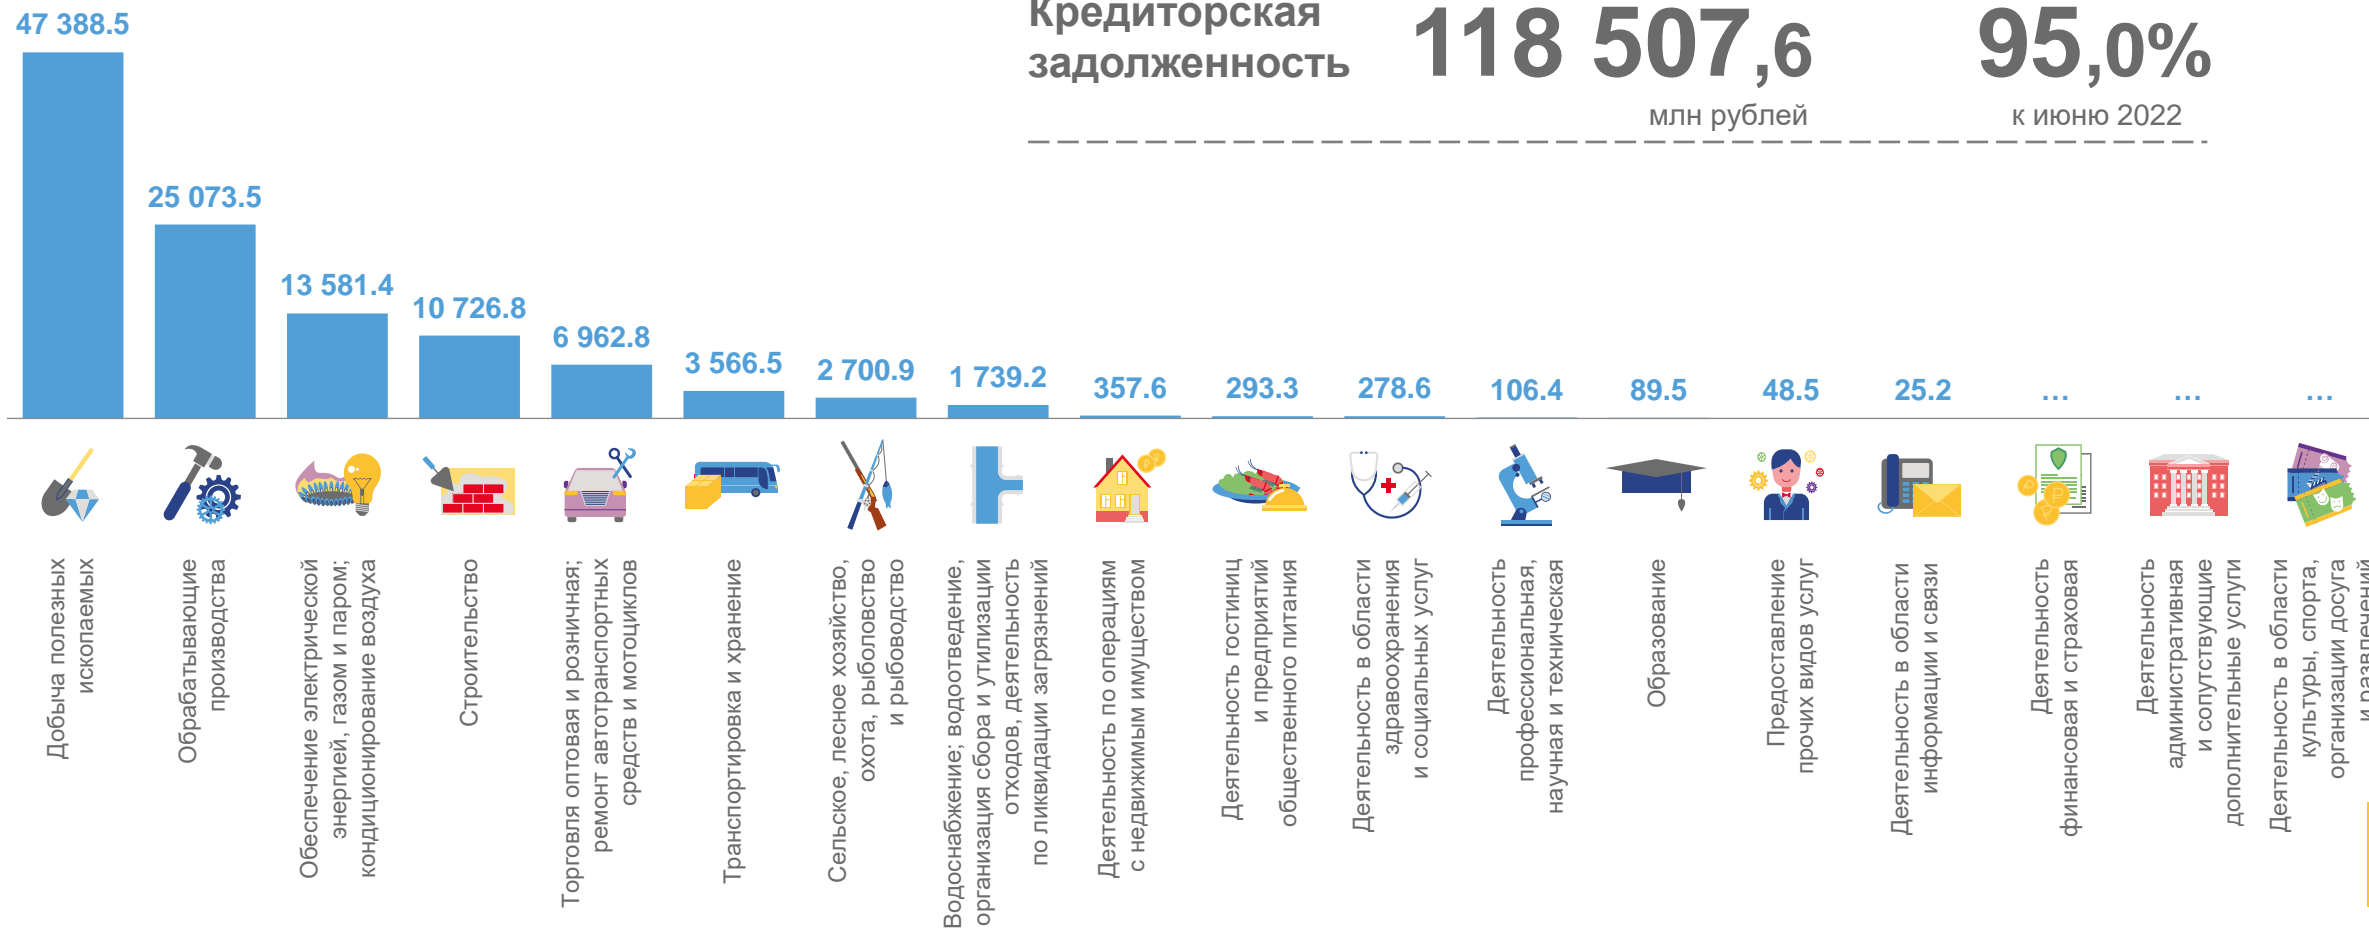 Кредиторская
задолженность
118 507,6
млн рублей
95,0%
к июню 2022
47 388.5
25 073.5
13 581.4
10 726.8
6 962.8
3 566.5
2 700.9
1 739.2
357.6
293.3
278.6
106.4
89.5
48.5
25.2
...
...
...
Добыча полезных
ископаемых
Обрабатывающие
производства
Обеспечение электрической
энергией, газом и паром;
кондиционирование воздуха
Строительство
Торговля оптовая и розничная;
ремонт автотранспортных
средств и мотоциклов
Транспортировка и хранение
Сельское, лесное хозяйство,
охота, рыболовство
и рыбоводство
Водоснабжение; водоотведение,
организация сбора и утилизации
отходов, деятельность
по ликвидации загрязнений
Деятельность по операциям
с недвижимым имуществом
Деятельность гостиниц
и предприятий
общественного питания
Деятельность в области
здравоохранения
и социальных услуг
Деятельность
профессиональная,
научная и техническая
Образование
Предоставление
прочих видов услуг
Деятельность в области
информации и связи
Деятельность
финансовая и страховая
Деятельность
административная
и сопутствующие
дополнительные услуги
Деятельность в области
культуры, спорта,
организации досуга
и развлечений